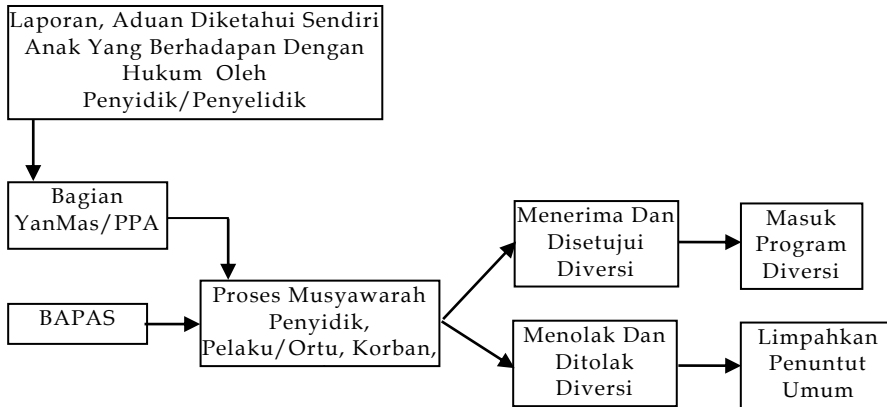 Laporan, Aduan Diketahui Sendiri
Anak Yang Berhadapan Dengan
Hukum Oleh
Penyidik/Penyelidik
Bagian
YanMas/PPA
BAPAS
Proses Musyawarah
Penyidik,
Pelaku/Ortu, Korban,
Menerima Dan
Disetujui
Diversi
Masuk
Program
Diversi
Menolak Dan
Ditolak
Diversi
Limpahkan
Penuntut
Umum